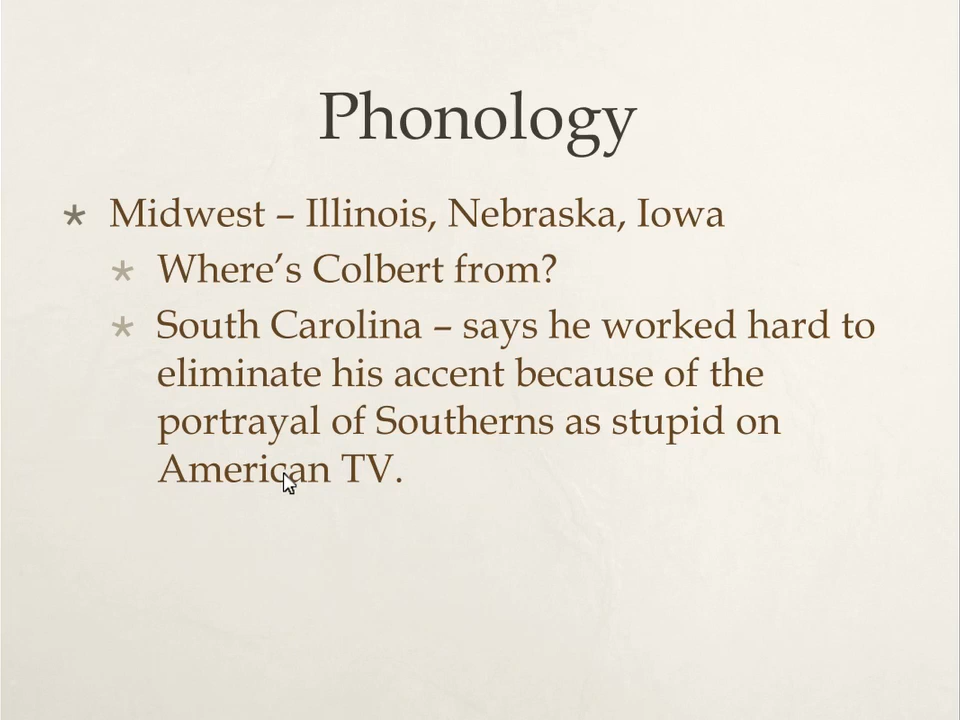 Phonology
* Midwest – Illinois, Nebraska, Iowa
* Where's Colbert from?
* South Carolina – says he worked hard to
eliminate his accent because of the
portrayal of Southerns as stupid on
American TV.